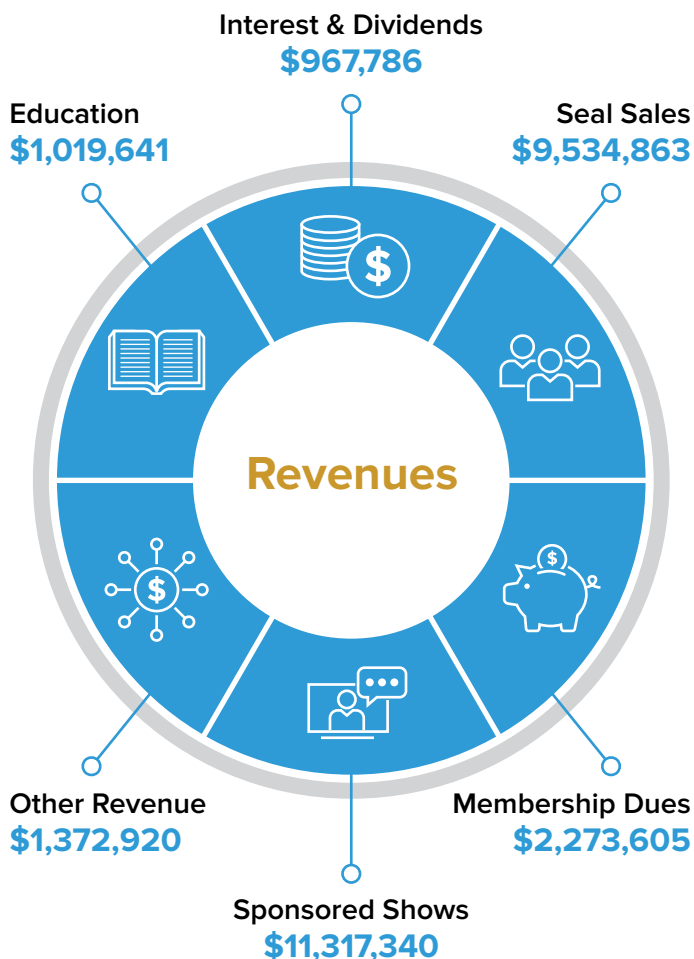 Interest & Dividends
$967,786
Education
$1,019,641
Seal Sales
$9,534,863
$
Revenues
$
$
Other Revenue
$1,372,920
Membership Dues
$2,273,605
Sponsored Shows
$11,317,340